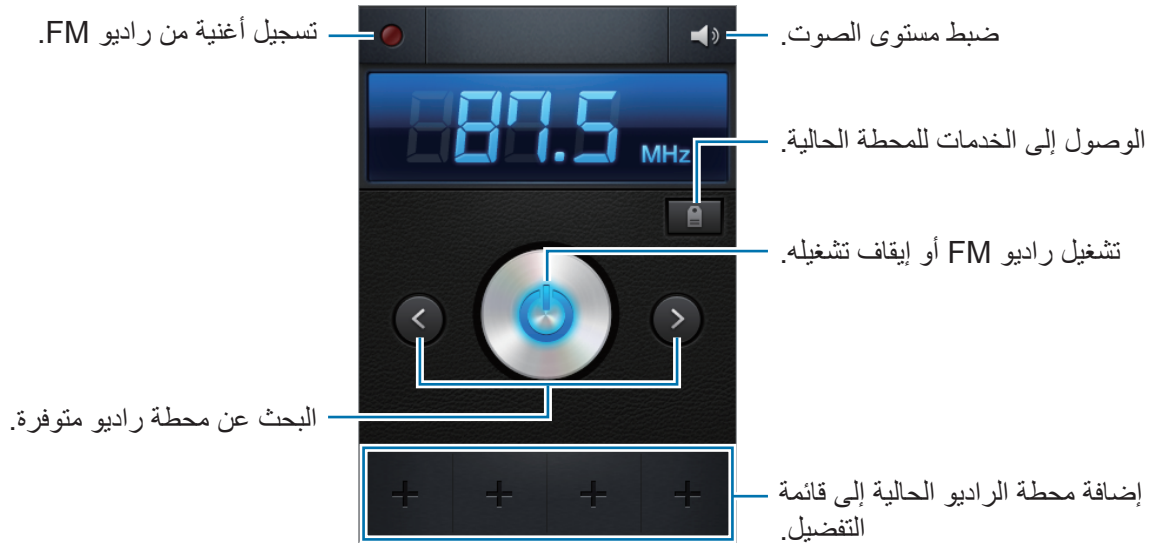 تسجيل أغنية من راديو FM.
ضبط مستوى الصوت.
87.5 MHz
الوصول إلى الخدمات للمحطة الحالية.
تشغيل راديو FM أو إيقاف تشغيله.
البحث عن محطة راديو متوفرة.
إضافة محطة الراديو الحالية إلى قائمة
التفضيل.